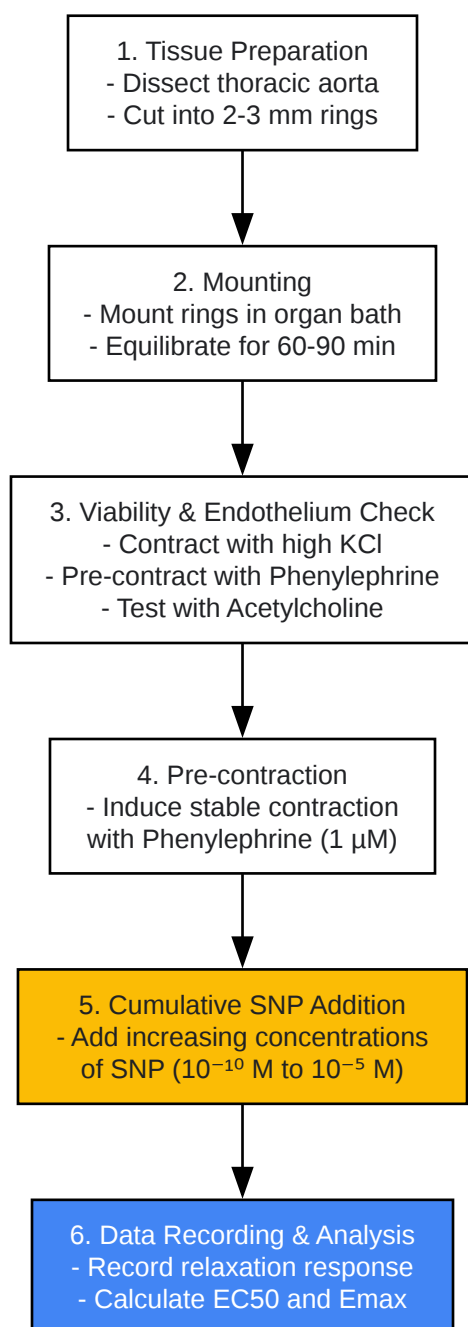 1. Tissue Preparation
- Dissect thoracic aorta
- Cut into 2-3 mm rings
2. Mounting
- Mount rings in organ bath
- Equilibrate for 60-90 min
3. Viability & Endothelium Check
- Contract with high KCl
- Pre-contract with Phenylephrine
- Test with Acetylcholine
4. Pre-contraction
- Induce stable contraction
with Phenylephrine (1 µM)
5. Cumulative SNP Addition
- Add increasing concentrations
of SNP (10⁻¹⁰ M to 10⁻⁵ M)
6. Data Recording & Analysis
- Record relaxation response
- Calculate EC50 and Emax